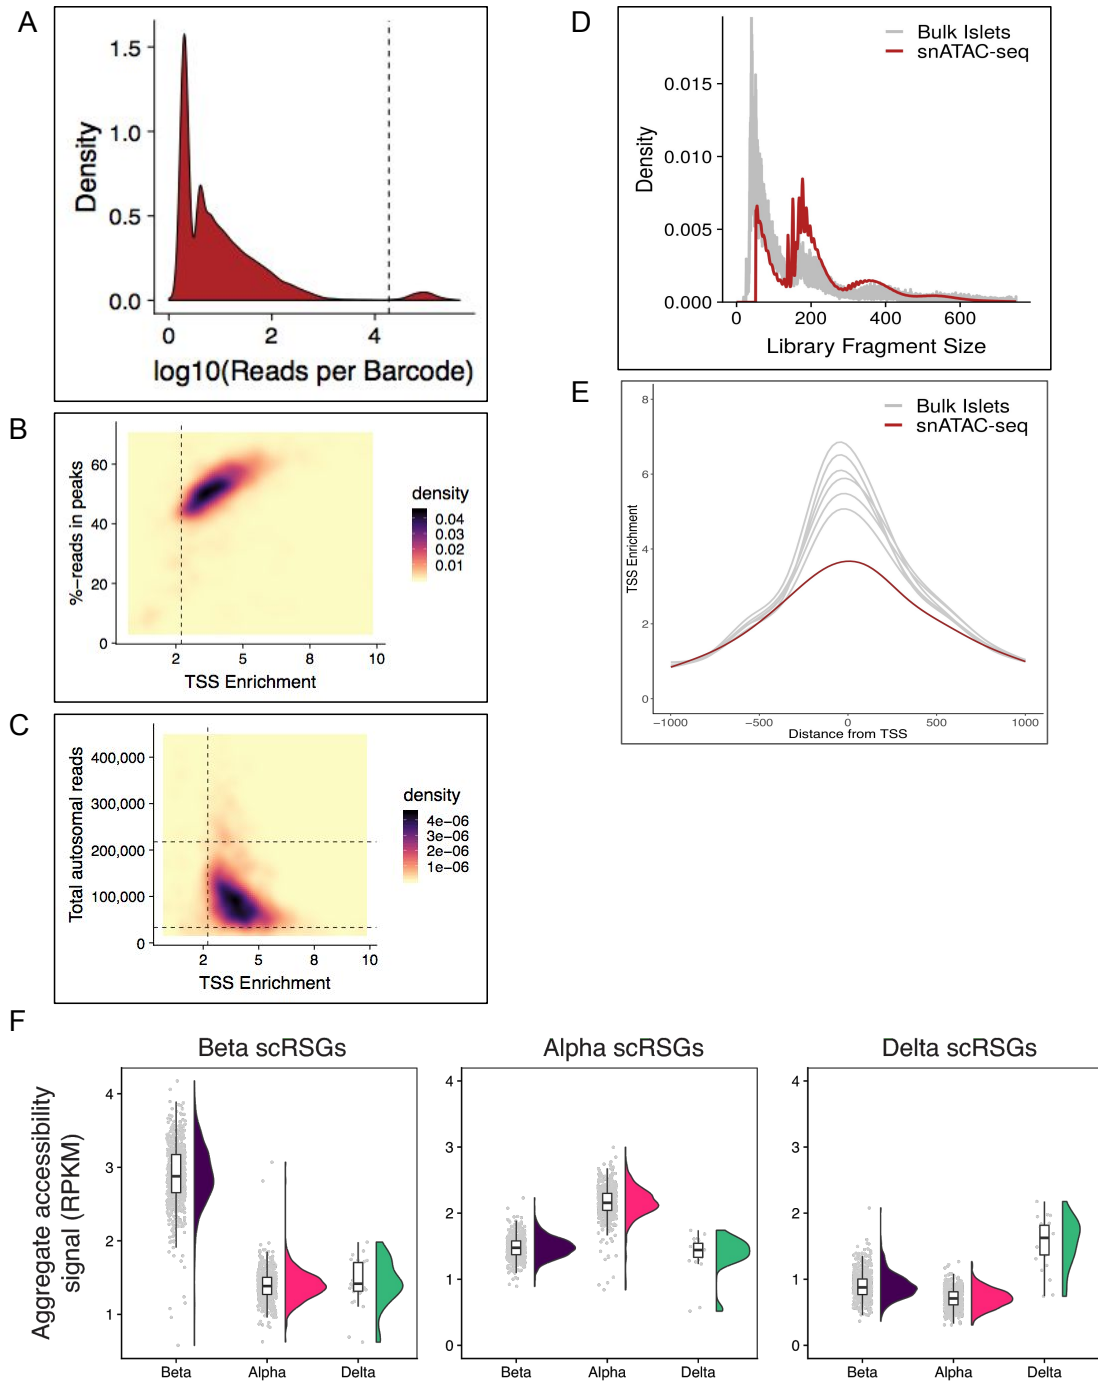 A
1.5
1.0
0.5
0.0
Density
0 2 4
log10(Reads per Barcode)
B
60
40
20
0
%-reads in peaks
2 5 8 10
TSS Enrichment
density
0.04
0.03
0.02
0.01
C
400,000
300,000
200,000
100,000
0
Total autosomal reads
2 5 8 10
TSS Enrichment
density
4e-06
3e-06
2e-06
1e-06
D
Bulk Islets
snATAC-seq
0.015
0.010
0.005
0.000
Density
0 200 400 600
Library Fragment Size
E
Bulk Islets
snATAC-seq
8
6
4
2
0
TSS Enrichment
−1000 −500 0 500 1000
Distance from TSS
F
Beta scRSGs
Alpha scRSGs
Delta scRSGs
Aggregate accessibility
signal (RPKM)
4
3
2
1
Beta Alpha Delta
4
3
2
1
0
Beta Alpha Delta
4
3
2
1
0
Beta Alpha Delta